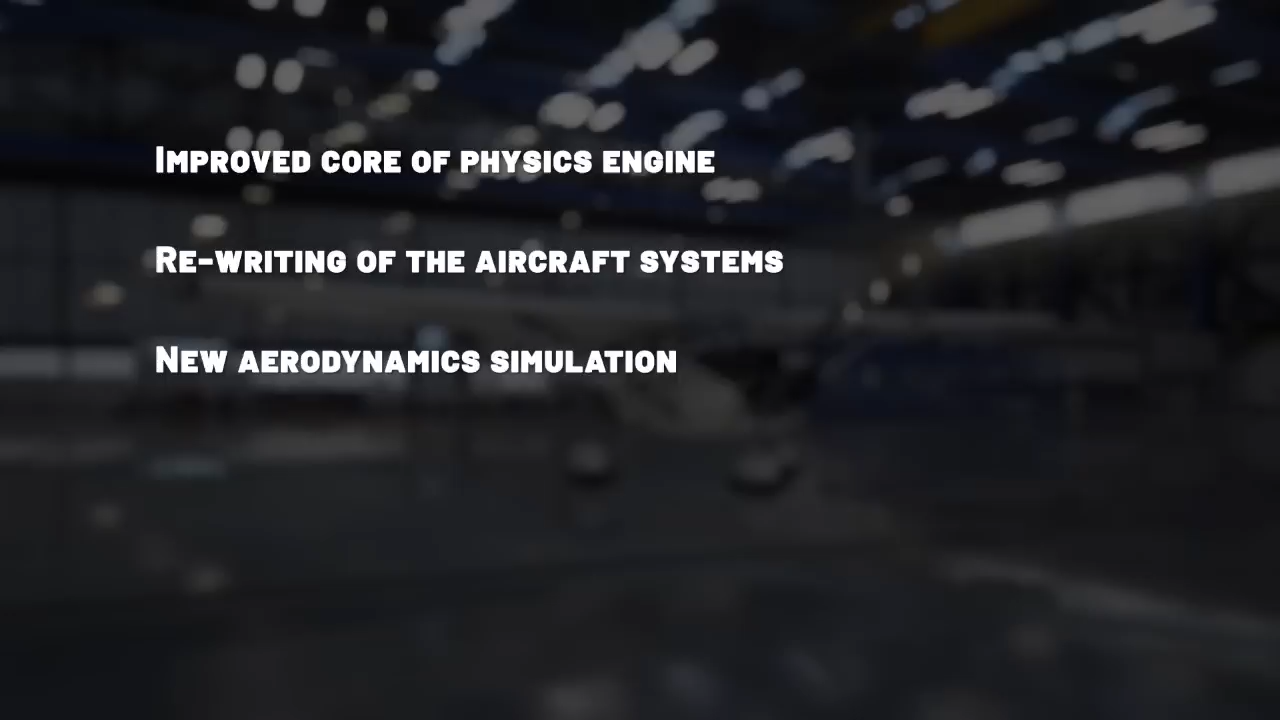 Improved core of physics engine
Re-writing of the aircraft systems
New aerodynamics simulation